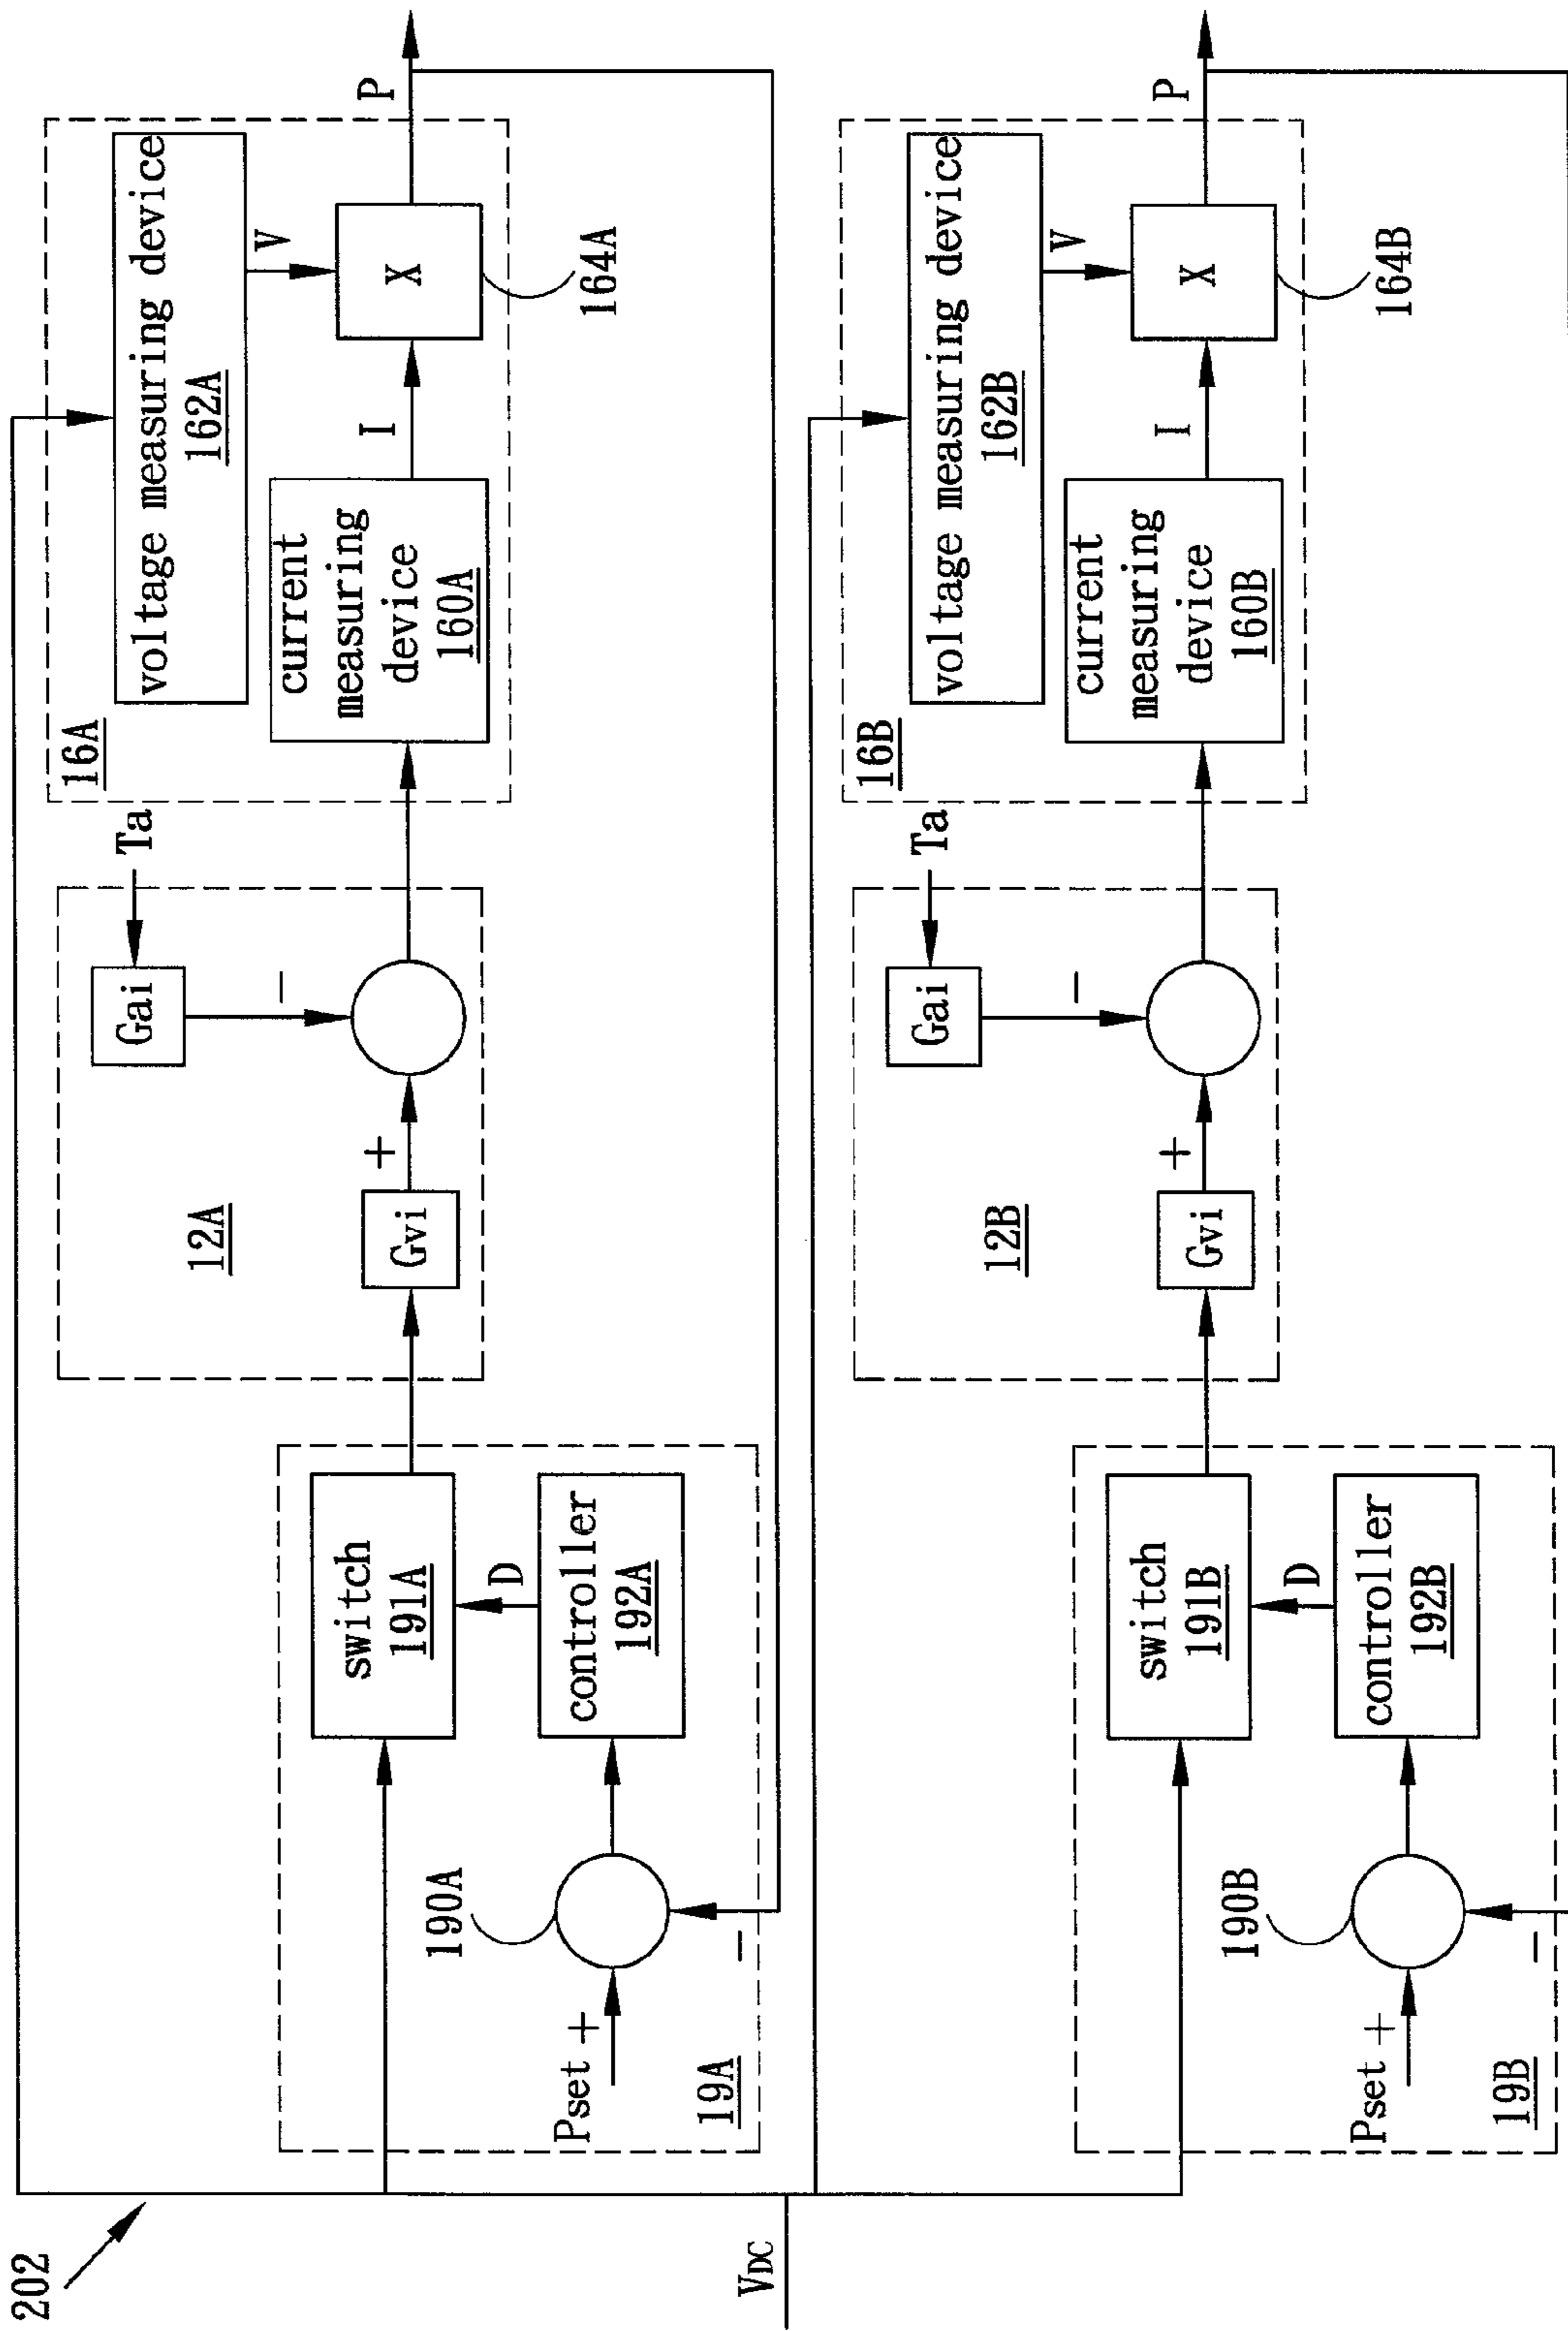 202
16A
voltage measuring device
162A
Ta
V
P
Gai
−
12A
current
measuring
device
160A
I
X
164A
+
Gvi
switch
191A
D
controller
192A
190A
Pset +
−
19A
VDC
16B
voltage measuring device
162B
Ta
V
P
Gai
−
12B
current
measuring
device
160B
I
X
164B
+
Gvi
switch
191B
D
controller
192B
190B
Pset +
−
19B